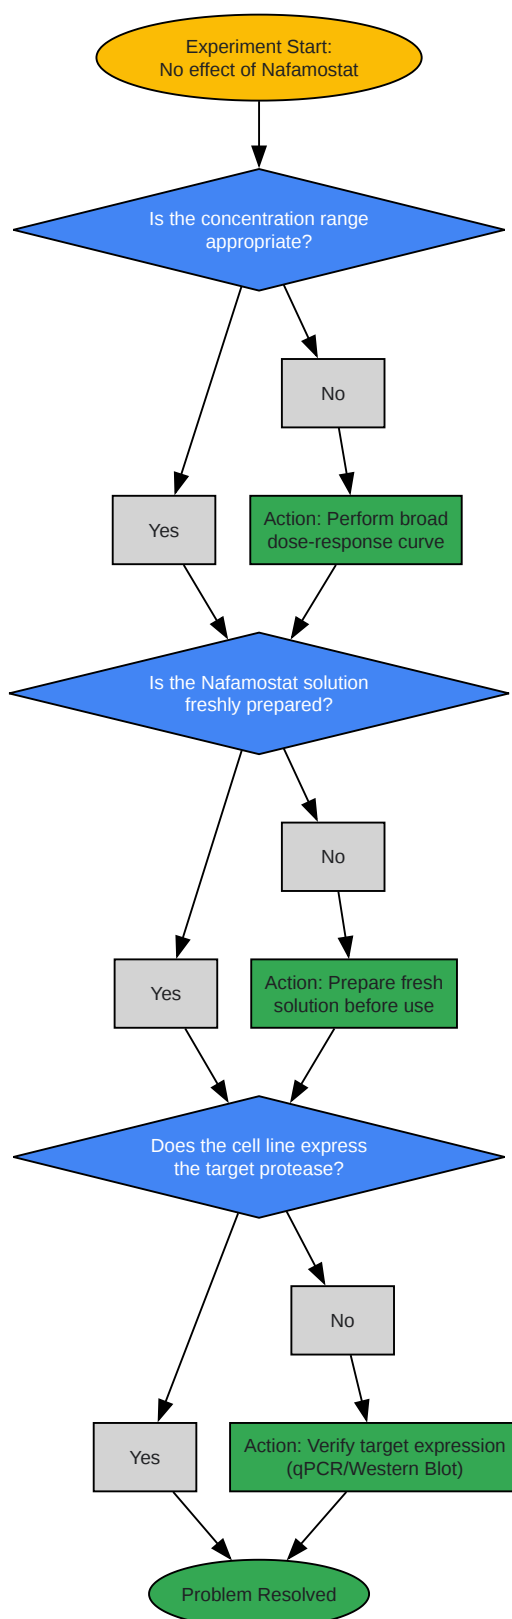 Experiment Start:
No effect of Nafamostat
Is the concentration range
appropriate?
No
Yes
Action: Perform broad
dose-response curve
Is the Nafamostat solution
freshly prepared?
No
Yes
Action: Prepare fresh
solution before use
Does the cell line express
the target protease?
No
Yes
Action: Verify target expression
(qPCR/Western Blot)
Problem Resolved